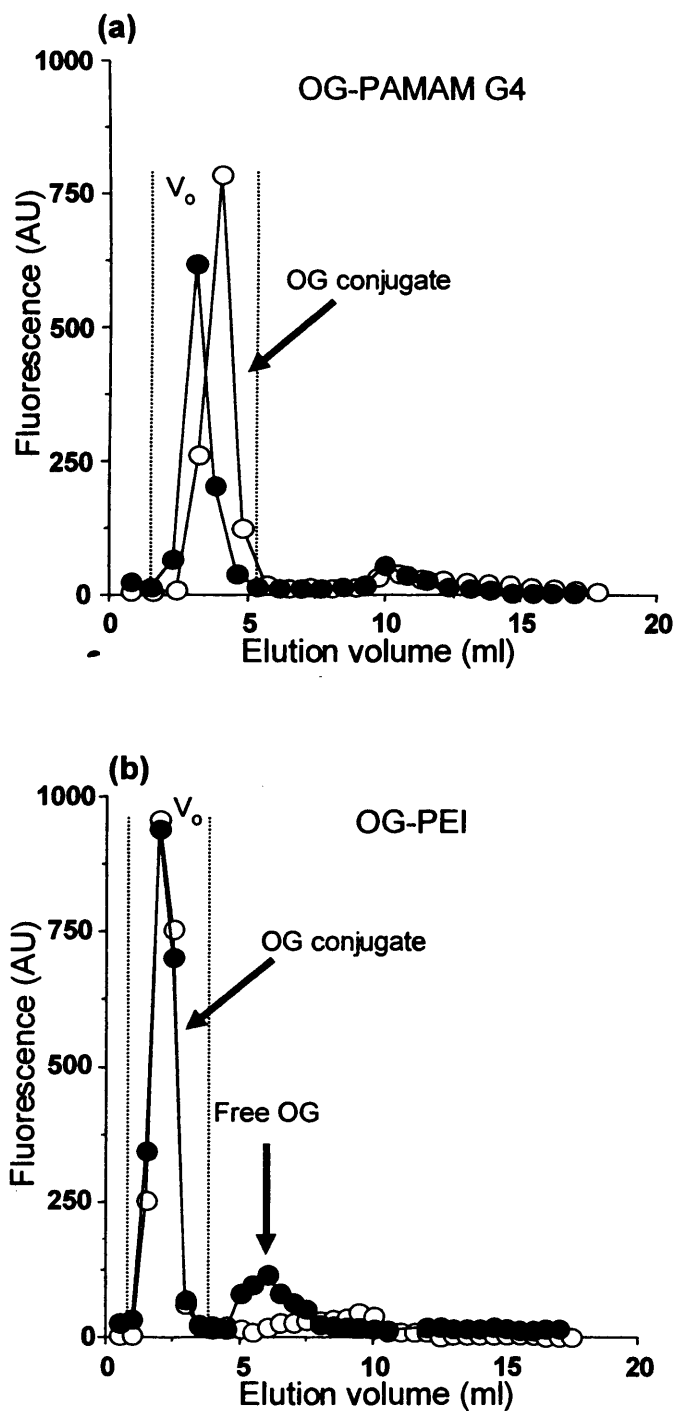 (a)
1000
OG-PAMAM G4
750
V₀
OG conjugate
500
250
0
Fluorescence (AU)
0 5 10 15 20
Elution volume (ml)
(b)
1000
V₀
OG-PEI
750
OG conjugate
500
Free OG
250
0
Fluorescence (AU)
0 5 10 15 20
Elution volume (ml)